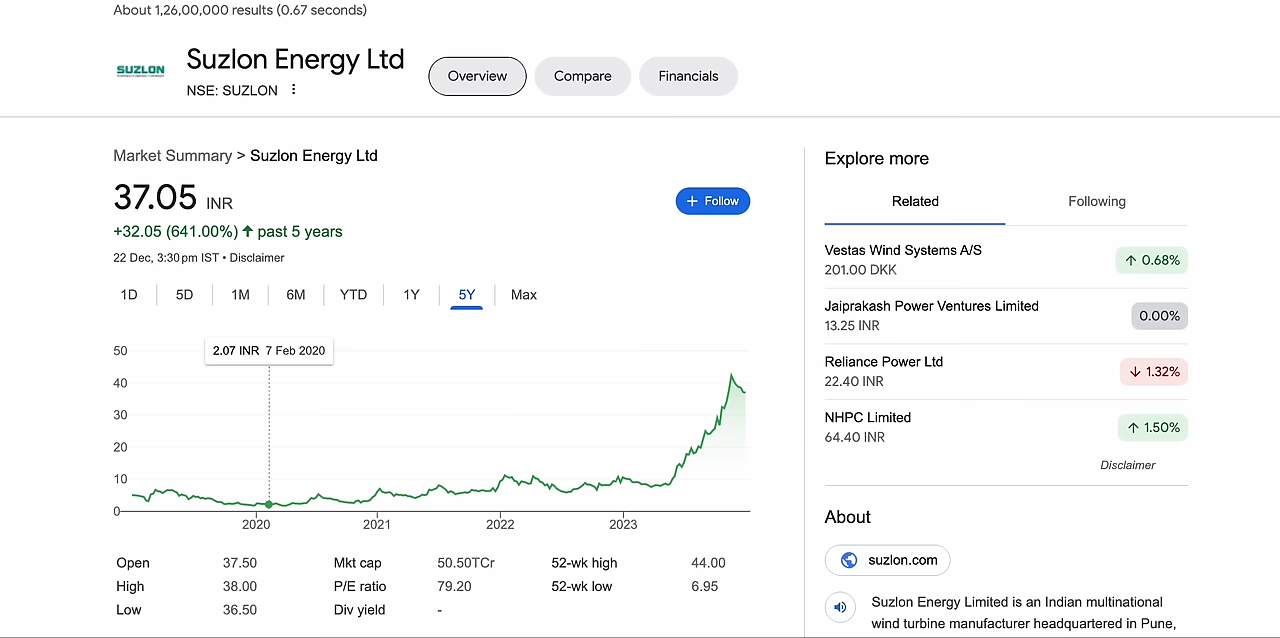 About 1,26,00,000 results (0.67 seconds)
SUZLON
Suzlon Energy Ltd
NSE: SUZLON
Overview
Compare
Financials
Market Summary > Suzlon Energy Ltd
37.05 INR
+ Follow
+32.05 (641.00%) ↑ past 5 years
22 Dec, 3:30 pm IST • Disclaimer
1D
5D
1M
6M
YTD
1Y
5Y
Max
2.07 INR 7 Feb 2020
50
40
30
20
10
0
2020
2021
2022
2023
Open 37.50
High 38.00
Low 36.50
Mkt cap 50.50TCr
P/E ratio 79.20
Div yield -
52-wk high 44.00
52-wk low 6.95
Explore more
Related
Following
Vestas Wind Systems A/S
201.00 DKK
↑ 0.68%
Jaiprakash Power Ventures Limited
13.25 INR
0.00%
Reliance Power Ltd
22.40 INR
↓ 1.32%
NHPC Limited
64.40 INR
↑ 1.50%
Disclaimer
About
suzlon.com
Suzlon Energy Limited is an Indian multinational
wind turbine manufacturer headquartered in Pune,